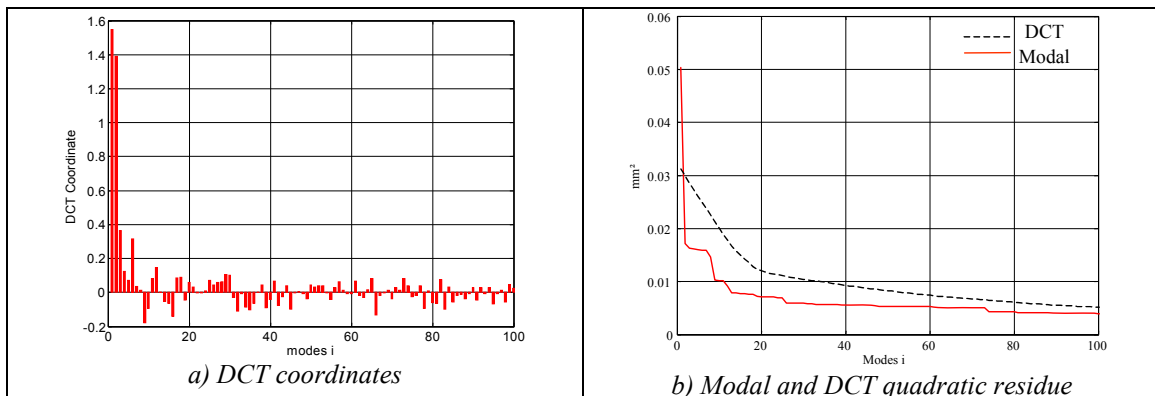 1.6
1.4
1.2
1
0.8
0.6
0.4
0.2
0
-0.2
DCT Coordinate
0 20 40 60 80 100
modes i
a) DCT coordinates
0.06
0.05
0.04
0.03
0.02
0.01
0
mm²
DCT
Modal
0 20 40 60 80 100
Modes i
b) Modal and DCT quadratic residue